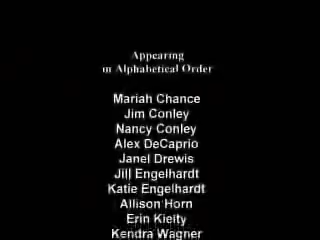 Appearing
in Alphabetical Order
Mariah Chance
Jim Conley
Nancy Conley
Alex DeCaprio
Janel Drewis
Jill Engelhardt
Katie Engelhardt
Allison Horn
Erin Kieity
Kendra Wagner